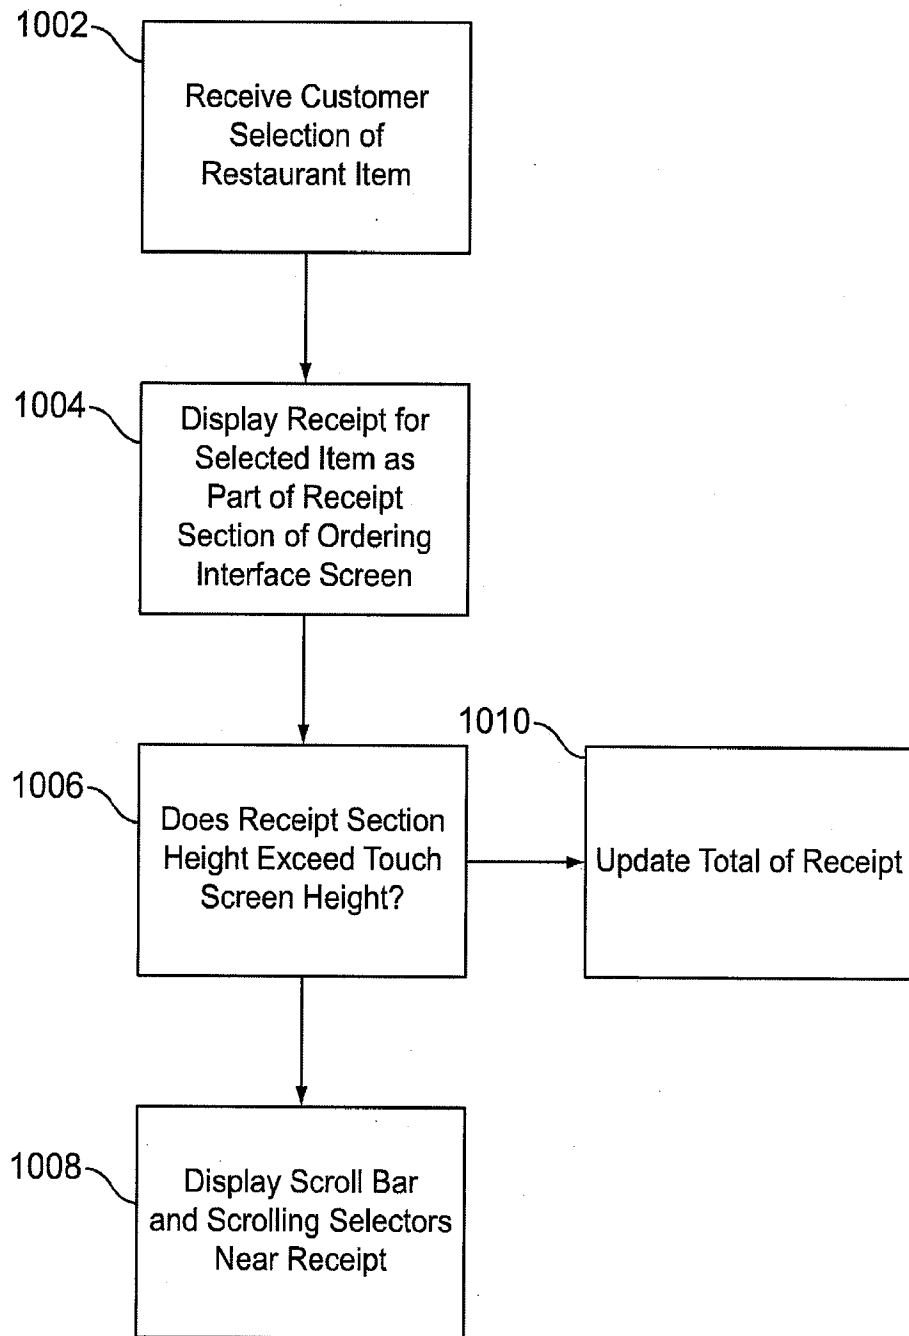 1002
Receive Customer
Selection of
Restaurant Item
1004
Display Receipt for
Selected Item as
Part of Receipt
Section of Ordering
Interface Screen
1006
Does Receipt Section
Height Exceed Touch
Screen Height?
1010
Update Total of Receipt
1008
Display Scroll Bar
and Scrolling Selectors
Near Receipt